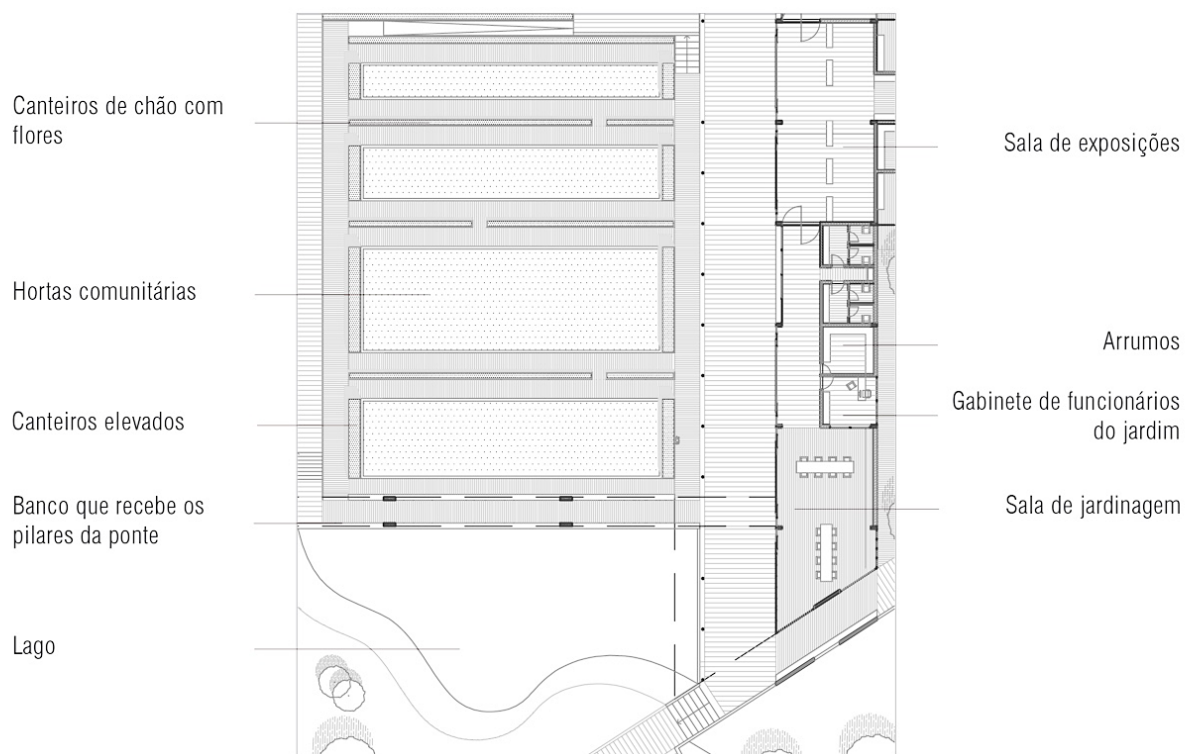 Canteiros de chão com
flores
Hortas comunitárias
Canteiros elevados
Banco que recebe os
pilares da ponte
Lago
Sala de exposições
Arrumos
Gabinete de funcionários
do jardim
Sala de jardinagem